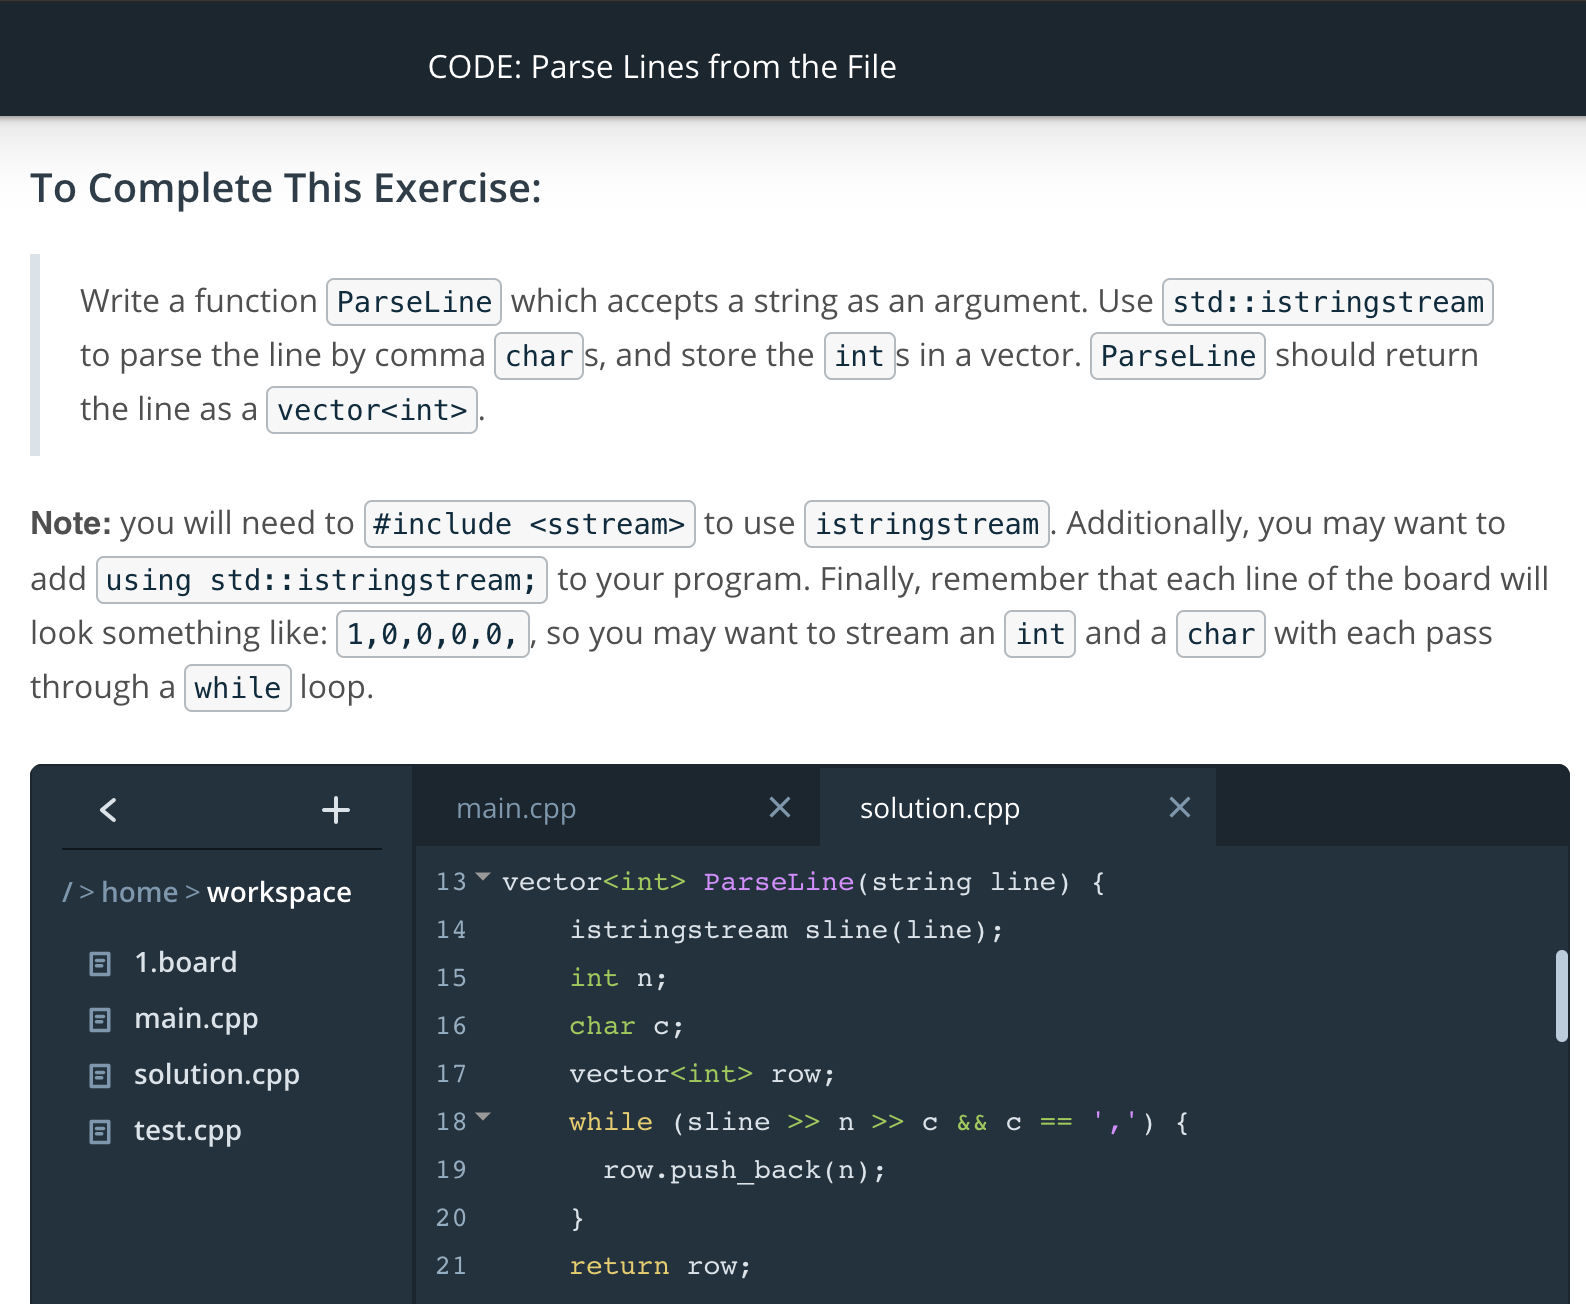 CODE: Parse Lines from the File
To Complete This Exercise:
Write a function ParseLine which accepts a string as an argument. Use std::istringstream
to parse the line by comma chars, and store the ints in a vector. ParseLine should return
the line as a vector<int>.
Note: you will need to #include <sstream> to use istringstream. Additionally, you may want to
add using std::istringstream; to your program. Finally, remember that each line of the board will
look something like: 1,0,0,0,0,, so you may want to stream an int and a char with each pass
through a while loop.
main.cpp
solution.cpp
/ > home > workspace
1.board
main.cpp
solution.cpp
test.cpp
13 vector<int> ParseLine(string line) {
14 istringstream sline(line);
15 int n;
16 char c;
17 vector<int> row;
18 while (sline >> n >> c && c == ',') {
19 row.push_back(n);
20 }
21 return row;